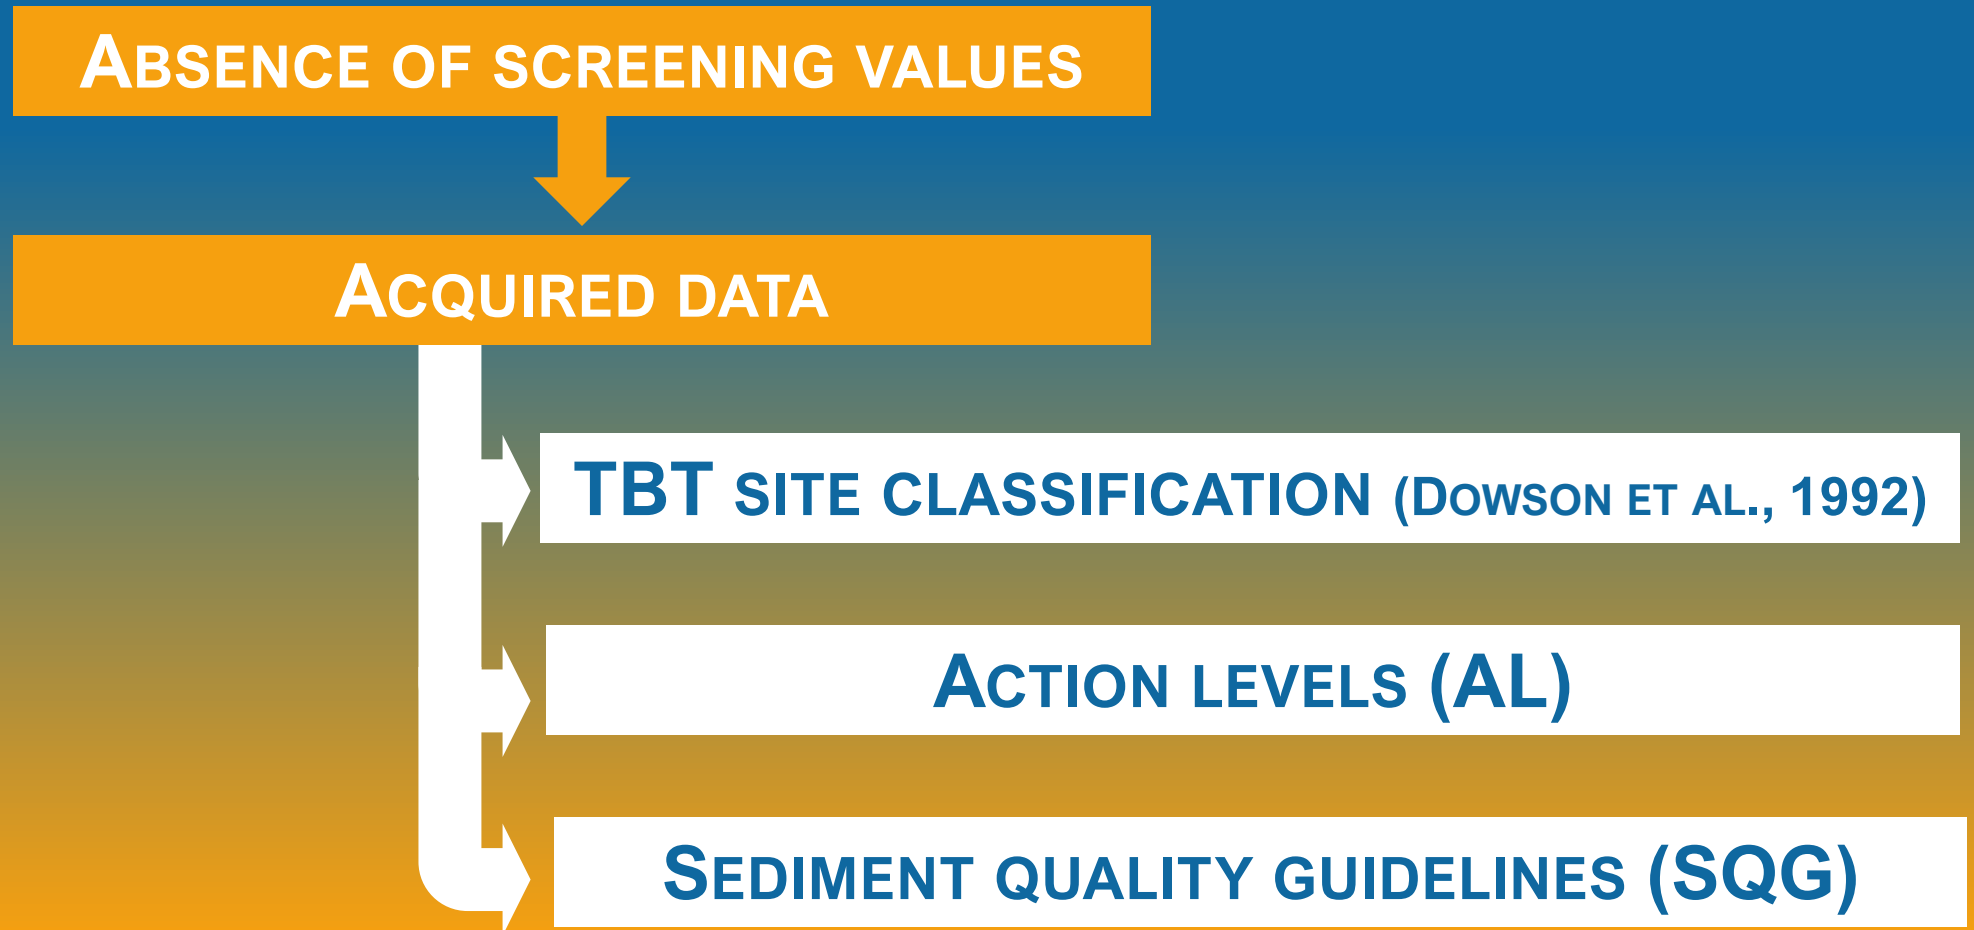 ABSENCE OF SCREENING VALUES
ACQUIRED DATA
TBT SITE CLASSIFICATION (DOWSON ET AL., 1992)
ACTION LEVELS (AL)
SEDIMENT QUALITY GUIDELINES (SQG)